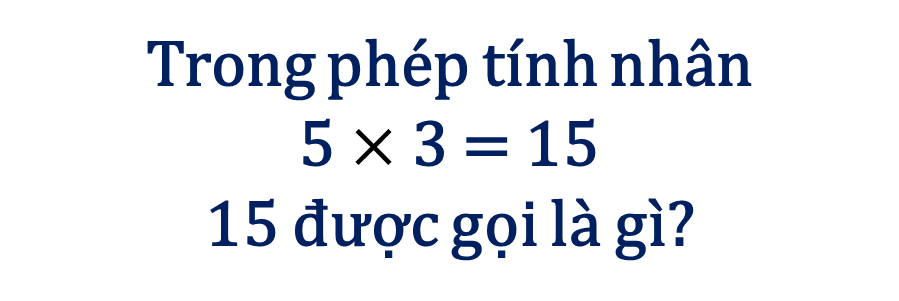 Trong phép tính nhân
5 × 3 = 15
15 được gọi là gì?